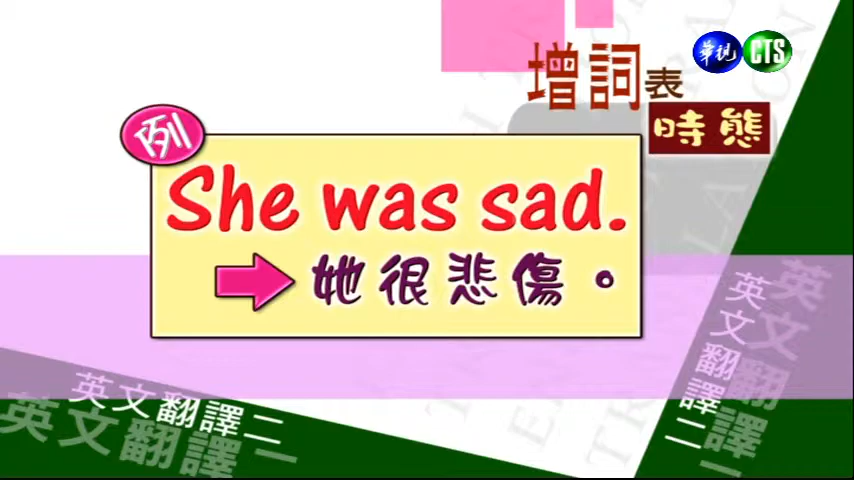 華視 CTS
增詞表
時態
例
She was sad.
她很悲傷。
英文翻譯二
英文翻譯二
英文翻譯二
英文翻譯